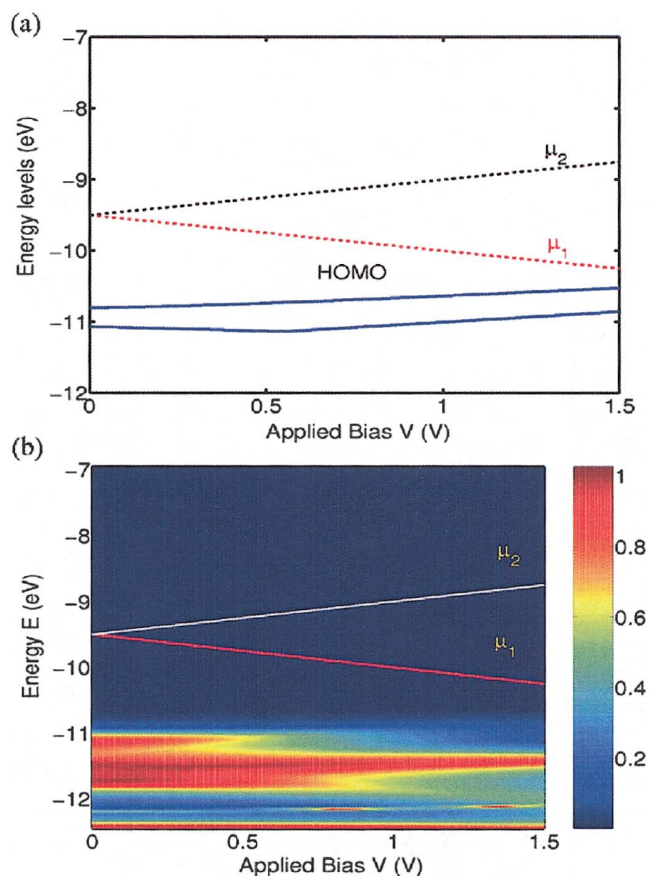 (a)
−7
−8
−9
−10
−11
−12
Energy levels (eV)
μ2
μ1
HOMO
0
0.5
1
1.5
Applied Bias V (V)
(b)
−7
−8
−9
−10
−11
−12
Energy E (eV)
μ2
μ1
0
0.5
1
1.5
Applied Bias V (V)
1
0.8
0.6
0.4
0.2